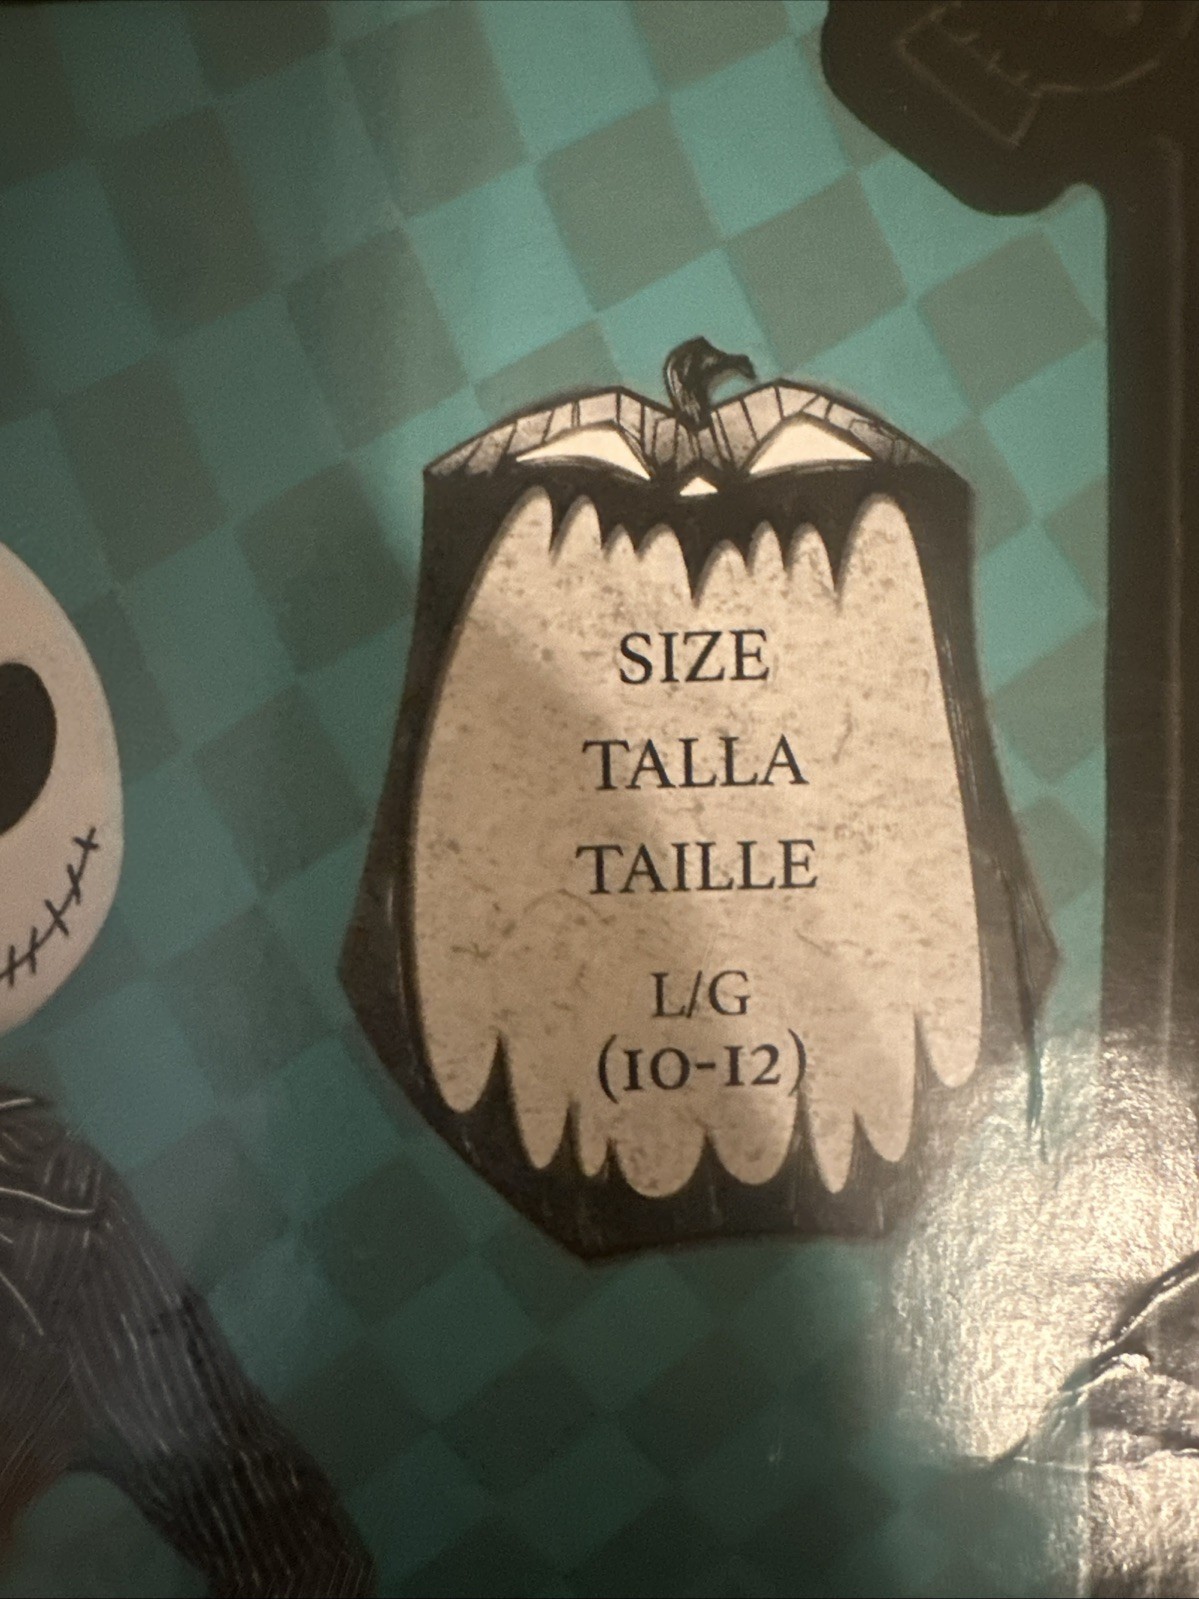 SIZE
TALLA
TAILLE
L/G
(10-12)